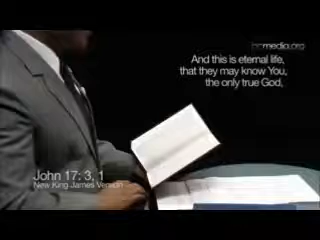 And this is eternal life,
that they may know You,
the only true God,
John 17: 3, 1
New King James Version